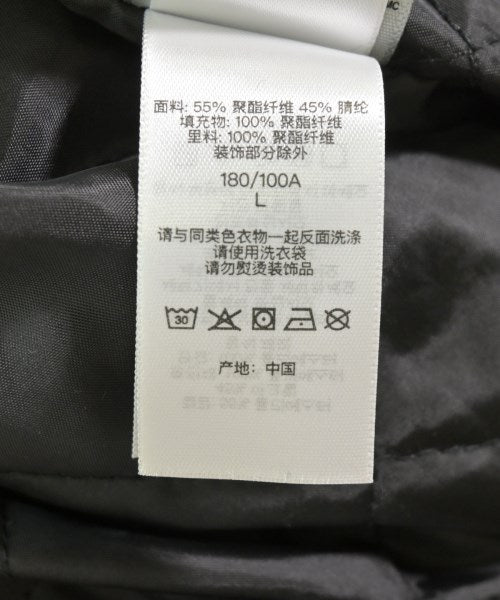 MC
面料: 55% 聚酯纤维 45% 腈纶
填充物: 100% 聚酯纤维
里料: 100% 聚酯纤维
装饰部分除外
180/100A
L
请与同类色衣物一起反面洗涤
请使用洗衣袋
请勿熨烫装饰品
30
产地: 中国